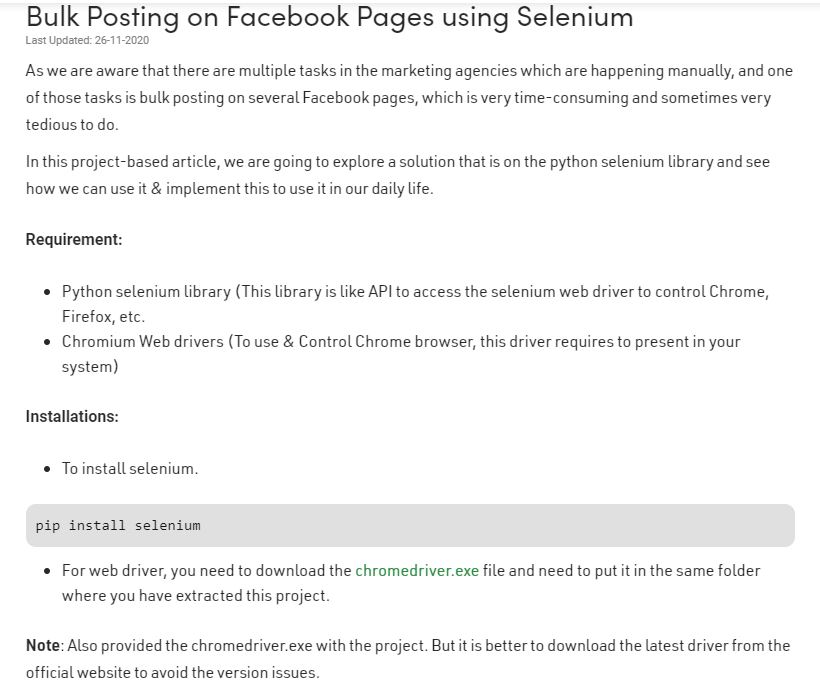 Bulk Posting on Facebook Pages using Selenium
Last Updated: 26-11-2020
As we are aware that there are multiple tasks in the marketing agencies which are happening manually, and one
of those tasks is bulk posting on several Facebook pages, which is very time-consuming and sometimes very
tedious to do.
In this project-based article, we are going to explore a solution that is on the python selenium library and see
how we can use it & implement this to use it in our daily life.
Requirement:
• Python selenium library (This library is like API to access the selenium web driver to control Chrome,
Firefox, etc.
• Chromium Web drivers (To use & Control Chrome browser, this driver requires to present in your
system)
Installations:
• To install selenium.
pip install selenium
• For web driver, you need to download the chromedriver.exe file and need to put it in the same folder
where you have extracted this project.
Note: Also provided the chromedriver.exe with the project. But it is better to download the latest driver from the
official website to avoid the version issues.